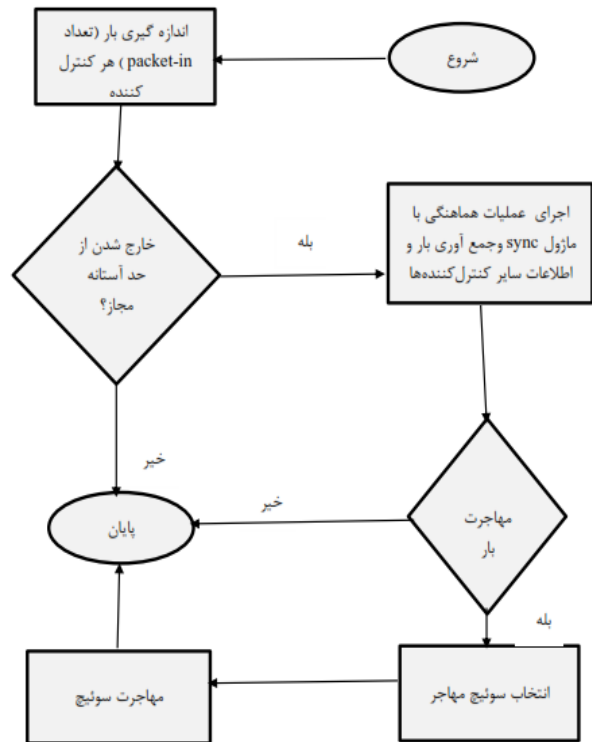 شروع
اندازه گیری بار (تعداد
packet-in ) هر کنترل
کننده
خارج شدن از
حد آستانه
مجاز؟
بله
اجرای عملیات هماهنگی با
ماژول sync وجمع آوری بار و
اطلاعات سایر کنترل‌کننده‌ها
خیر
مهاجرت
بار
خیر
پایان
بله
انتخاب سوئیچ مهاجر
مهاجرت سوئیچ